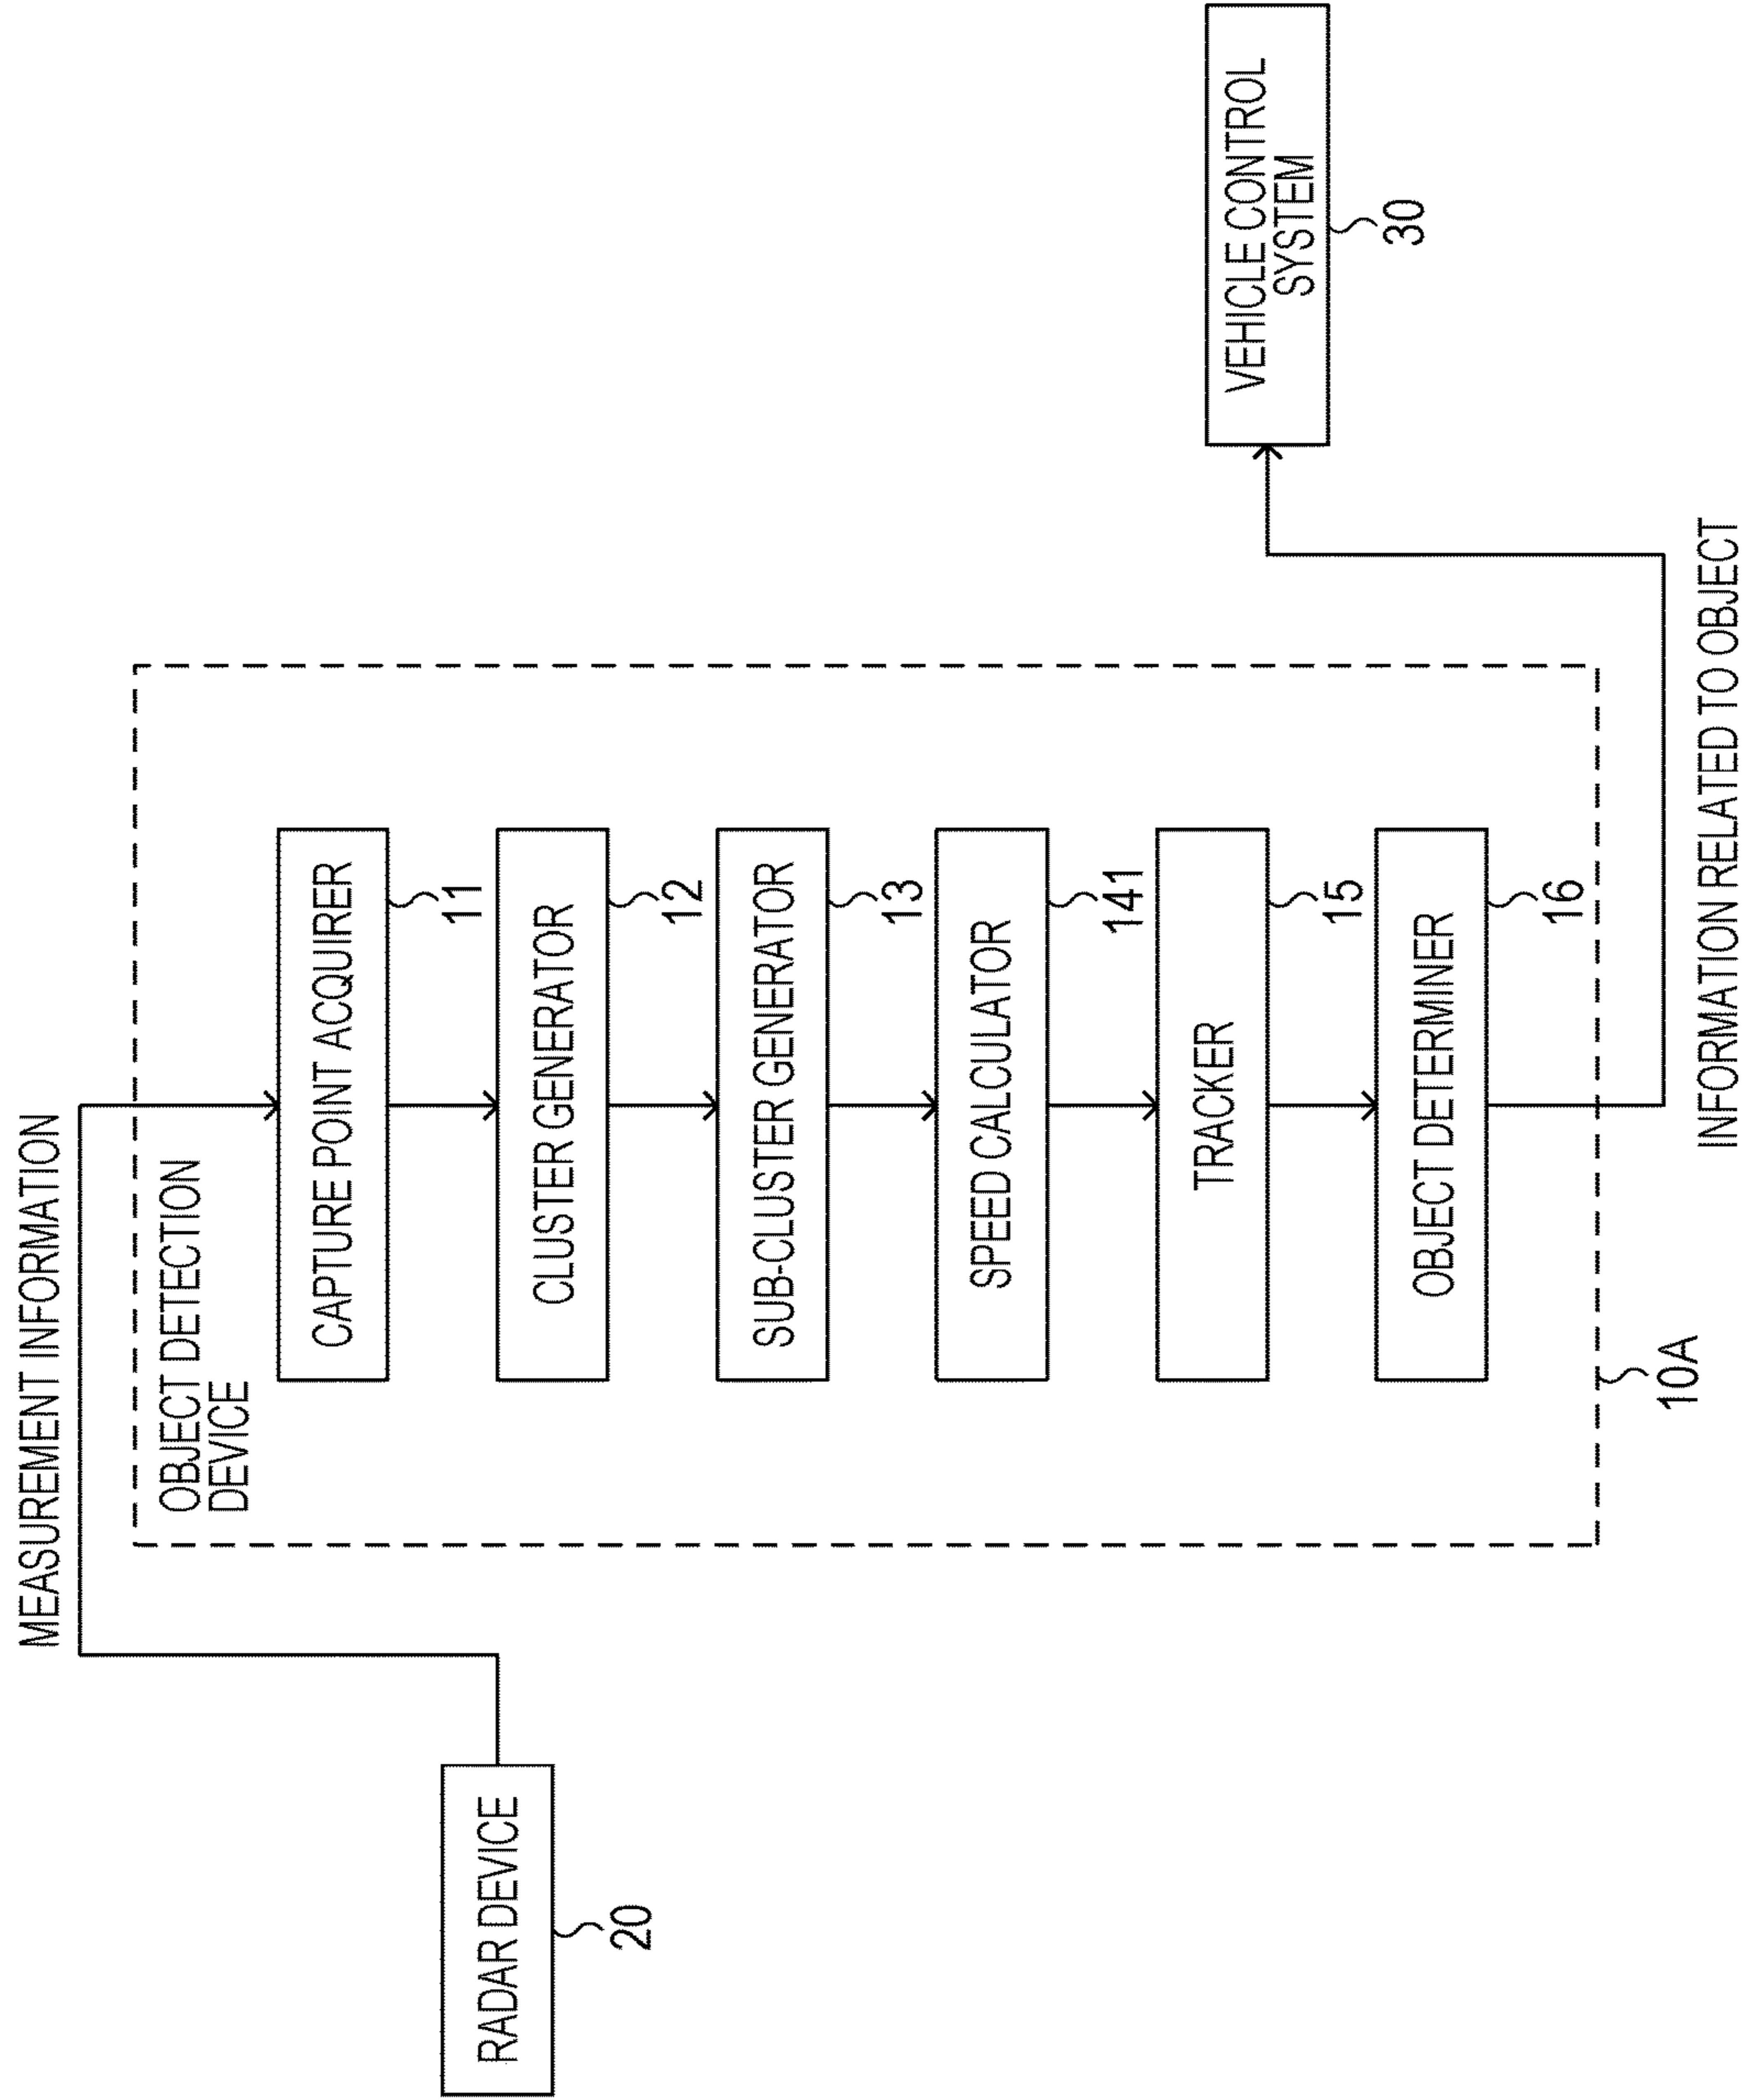 MEASUREMENT INFORMATION
OBJECT DETECTION
DEVICE
RADAR DEVICE
20
CAPTURE POINT ACQUIRER
11
CLUSTER GENERATOR
12
SUB-CLUSTER GENERATOR
13
SPEED CALCULATOR
141
TRACKER
15
OBJECT DETERMINER
16
10A
VEHICLE CONTROL
SYSTEM
30
INFORMATION RELATED TO OBJECT